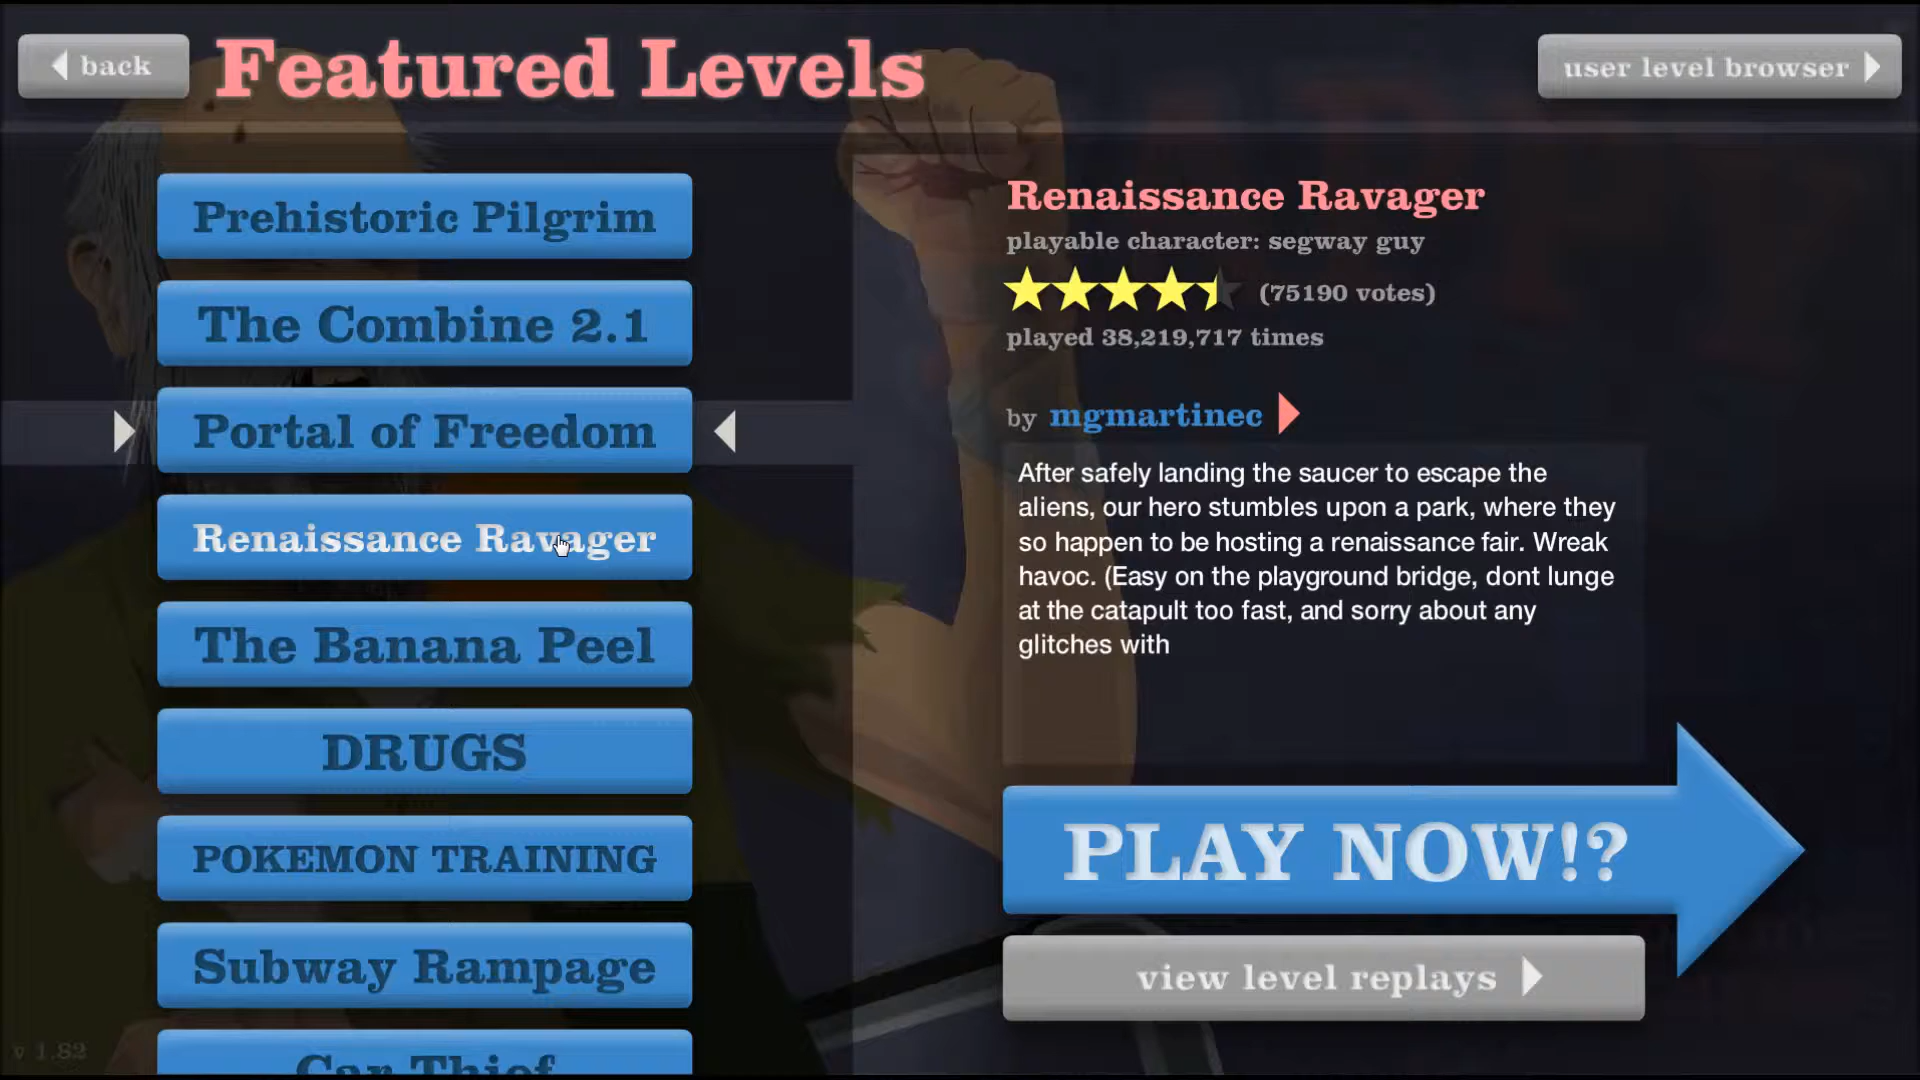 back
Featured Levels
user level browser
Prehistoric Pilgrim
The Combine 2.1
Portal of Freedom
Renaissance Ravager
The Banana Peel
DRUGS
POKEMON TRAINING
Subway Rampage
Car Thief
v 1.82
Renaissance Ravager
playable character: segway guy
(75190 votes)
played 38,219,717 times
by mgmartinec
After safely landing the saucer to escape the
aliens, our hero stumbles upon a park, where they
so happen to be hosting a renaissance fair. Wreak
havoc. (Easy on the playground bridge, dont lunge
at the catapult too fast, and sorry about any
glitches with
PLAY NOW!?
view level replays